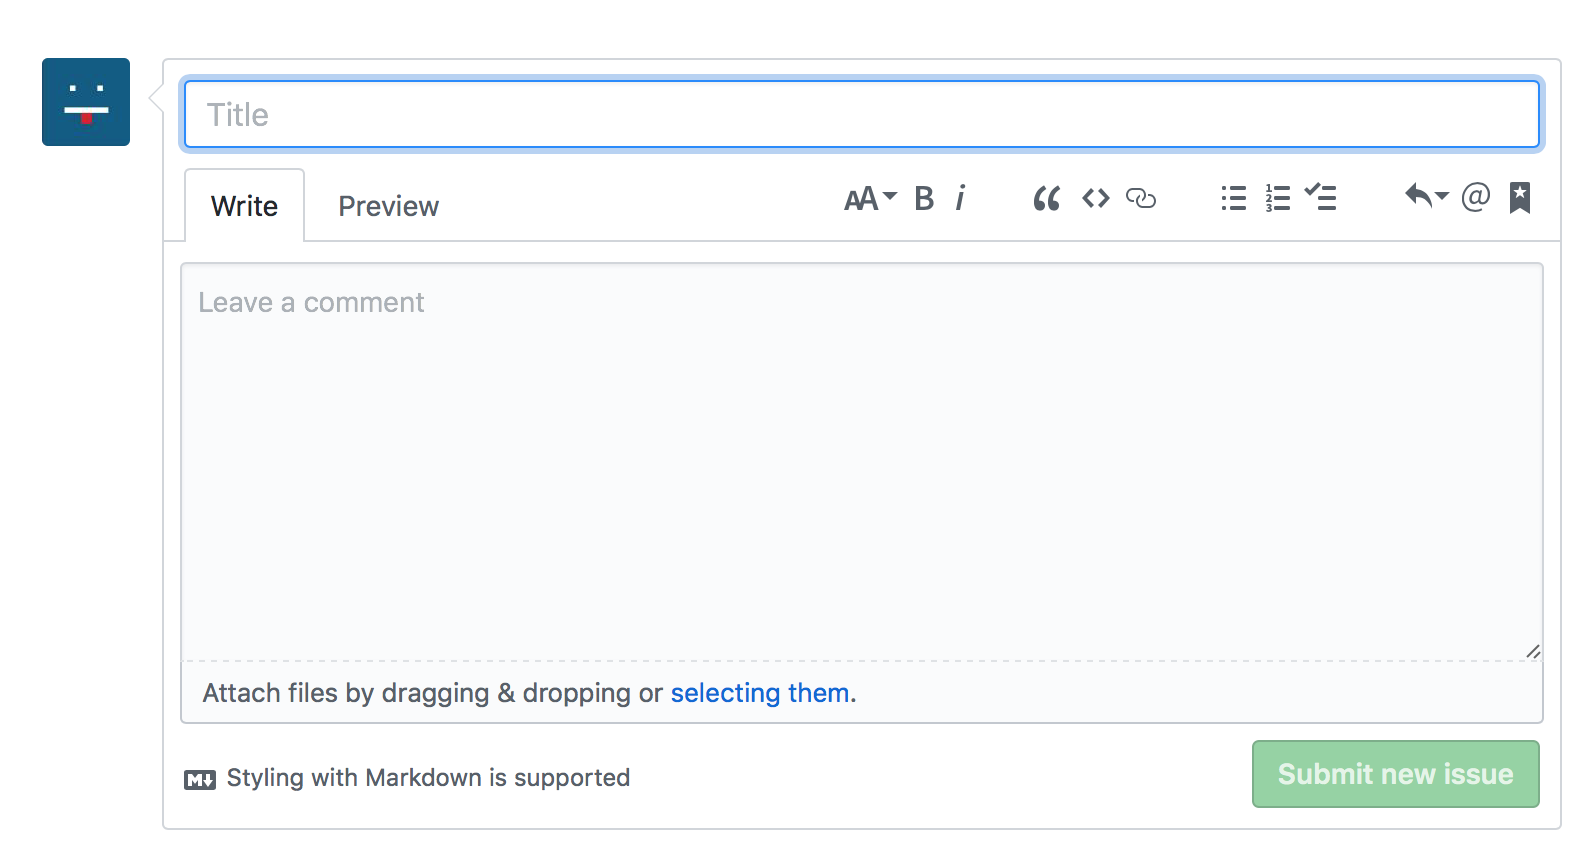 Title
Write Preview AA B i “ <> @
Leave a comment
Attach files by dragging & dropping or selecting them.
M↓ Styling with Markdown is supported
Submit new issue